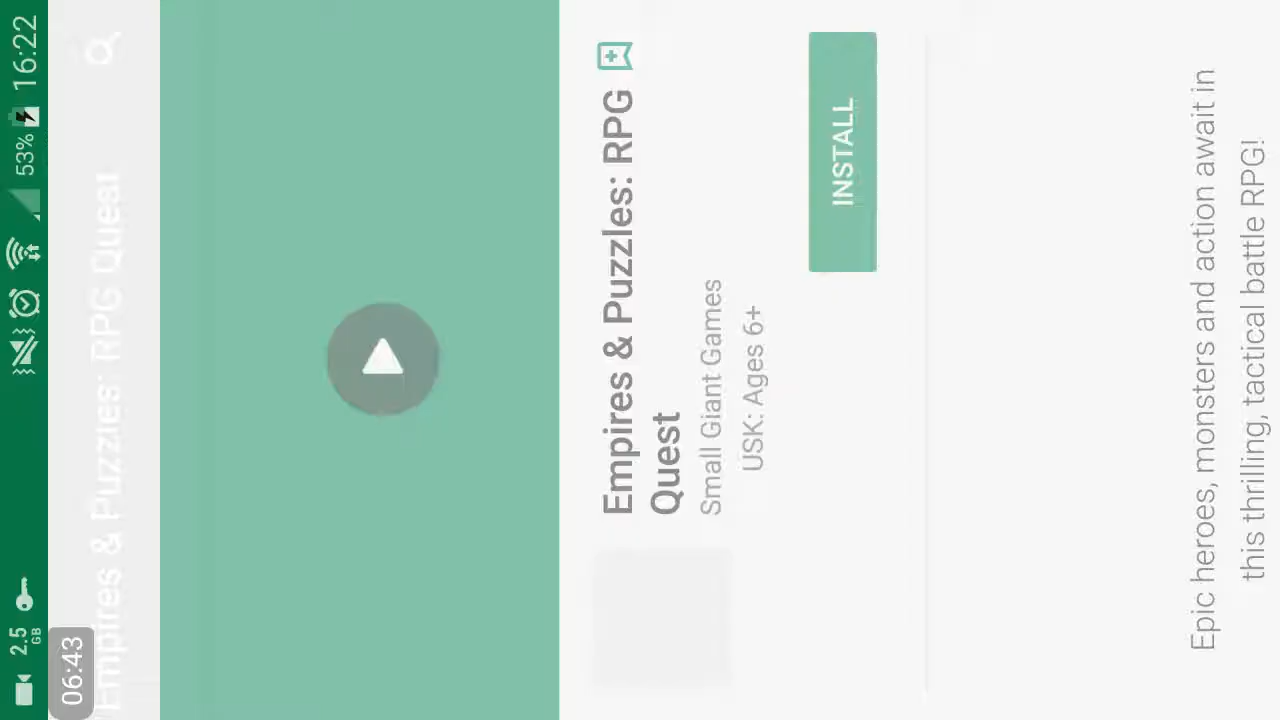 2.5
GB
53%
16:22
06:43
Empires & Puzzles: RPG Quest
Empires & Puzzles: RPG
Quest
Small Giant Games
USK: Ages 6+
INSTALL
Epic heroes, monsters and action await in
this thrilling, tactical battle RPG!